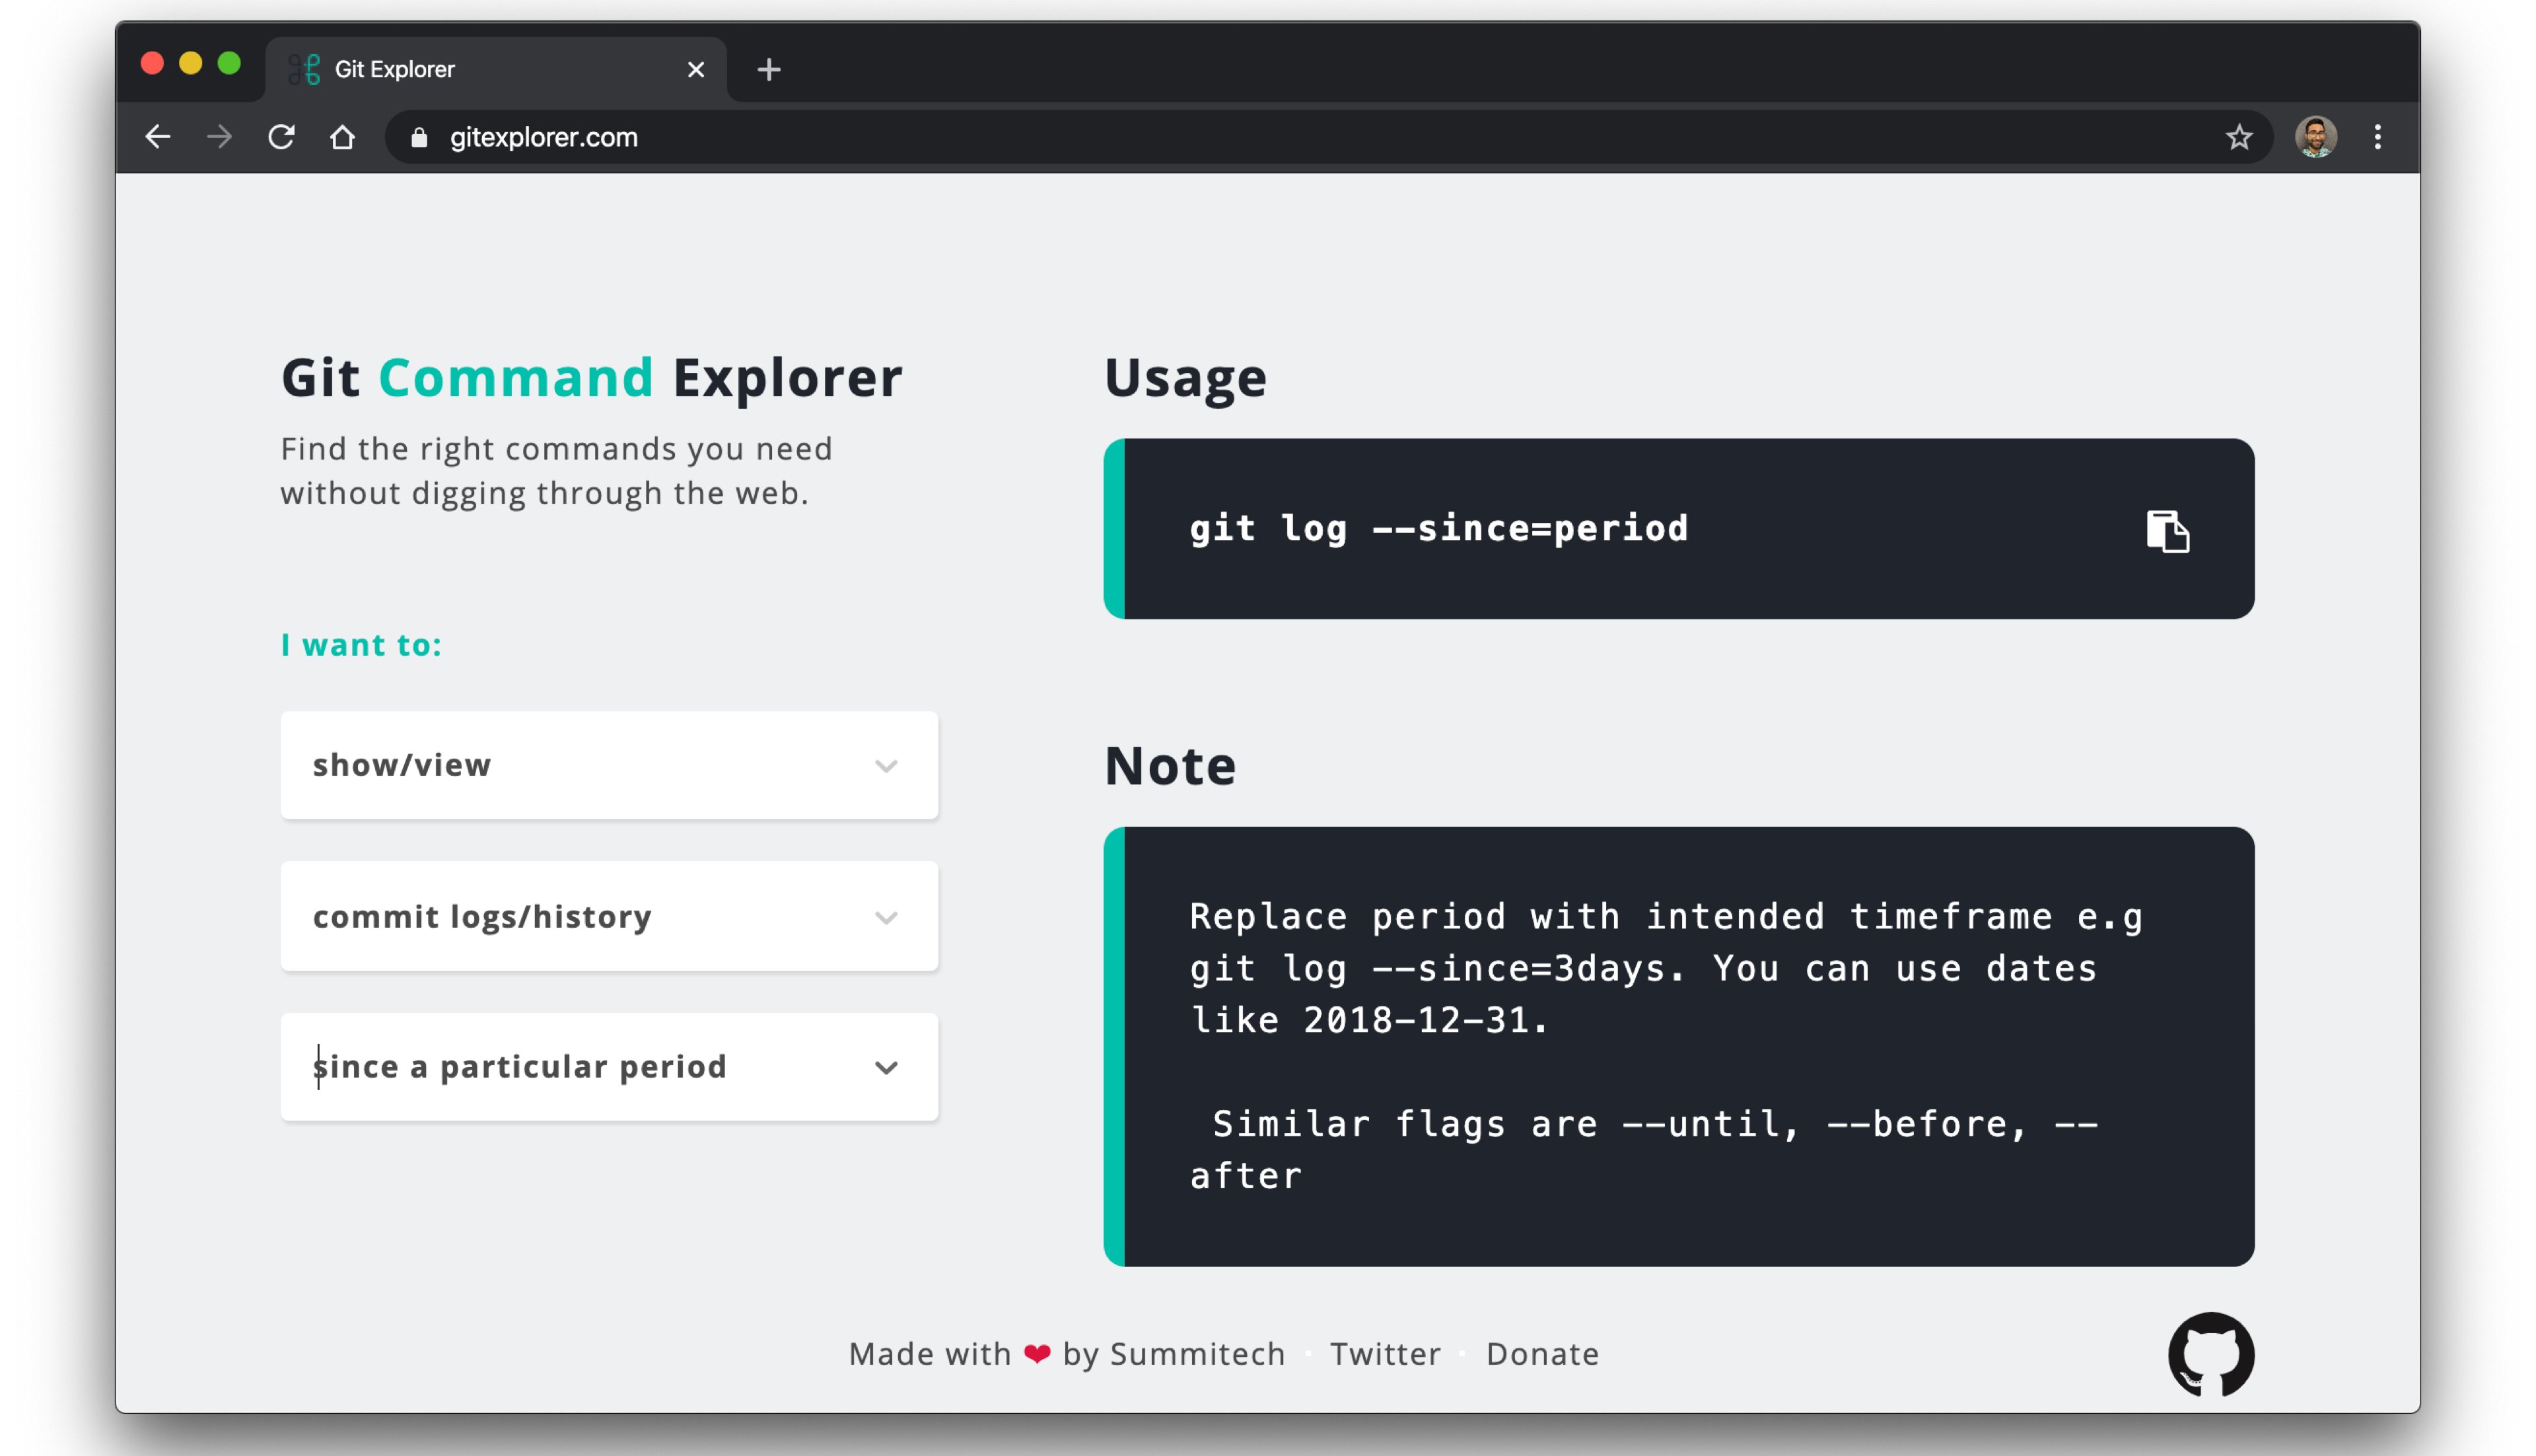 Git Explorer
gitexplorer.com
Git Command Explorer
Find the right commands you need
without digging through the web.
I want to:
show/view
commit logs/history
since a particular period
Usage
git log --since=period
Note
Replace period with intended timeframe e.g
git log --since=3days. You can use dates
like 2018-12-31.
Similar flags are --until, --before, --
after
Made with ❤ by Summitech · Twitter · Donate